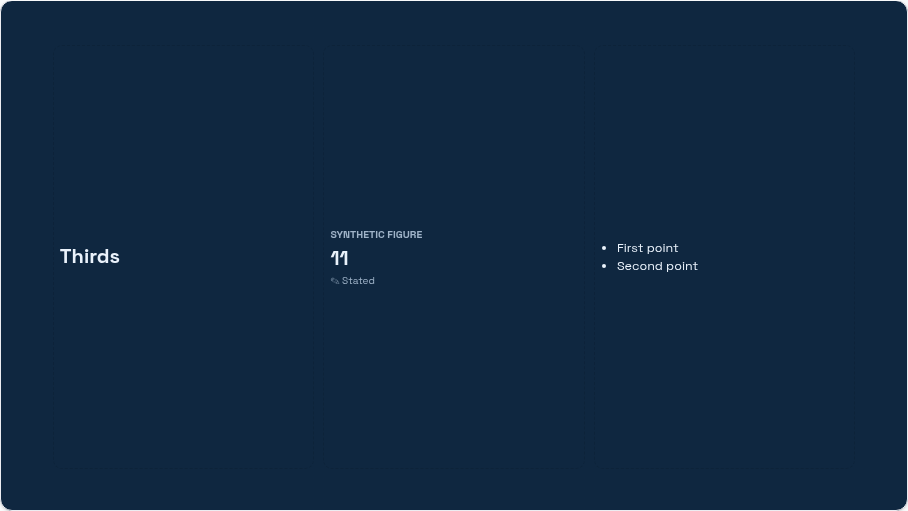 Thirds
SYNTHETIC FIGURE
11
✎ Stated
First point
Second point